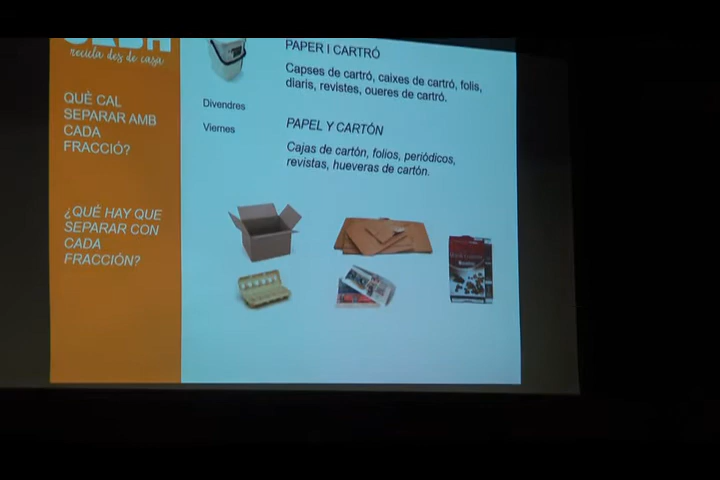 recicla des de casa
QUÈ CAL
SEPARAR AMB
CADA
FRACCIÓ?
¿QUÉ HAY QUE
SEPARAR CON
CADA
FRACCIÓN?
Divendres
Viernes
PAPER I CARTRÓ
Capses de cartró, caixes de cartró, folis,
diaris, revistes, oueres de cartró.
PAPEL Y CARTÓN
Cajas de cartón, folios, periódicos,
revistas, hueveras de cartón.